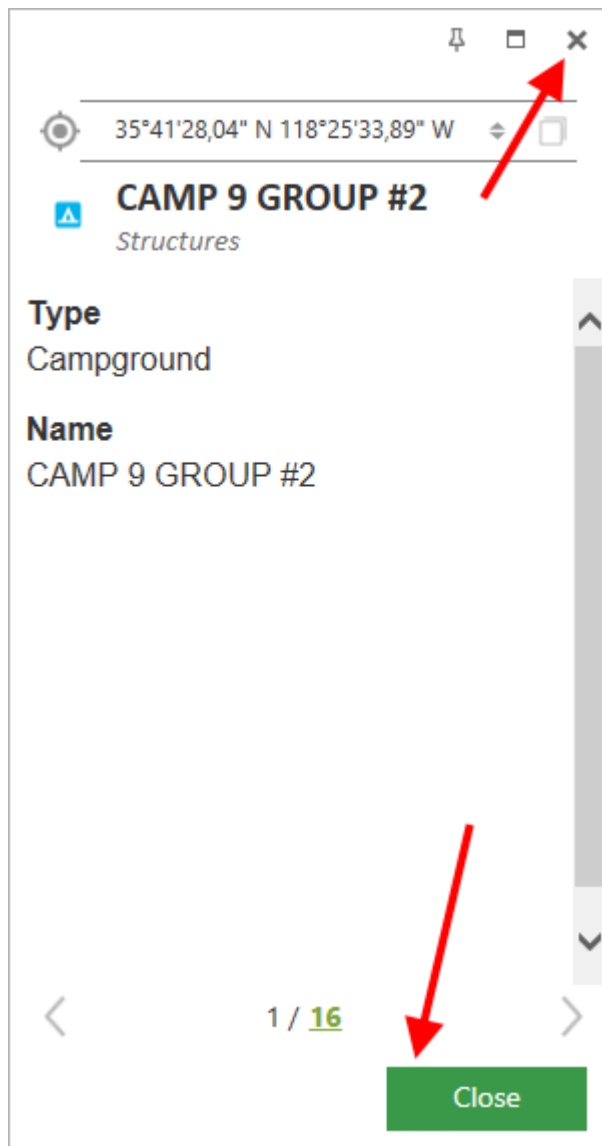 35°41'28,04" N 118°25'33,89" W
CAMP 9 GROUP #2
Structures
Type
Campground
Name
CAMP 9 GROUP #2
1 / 16
Close